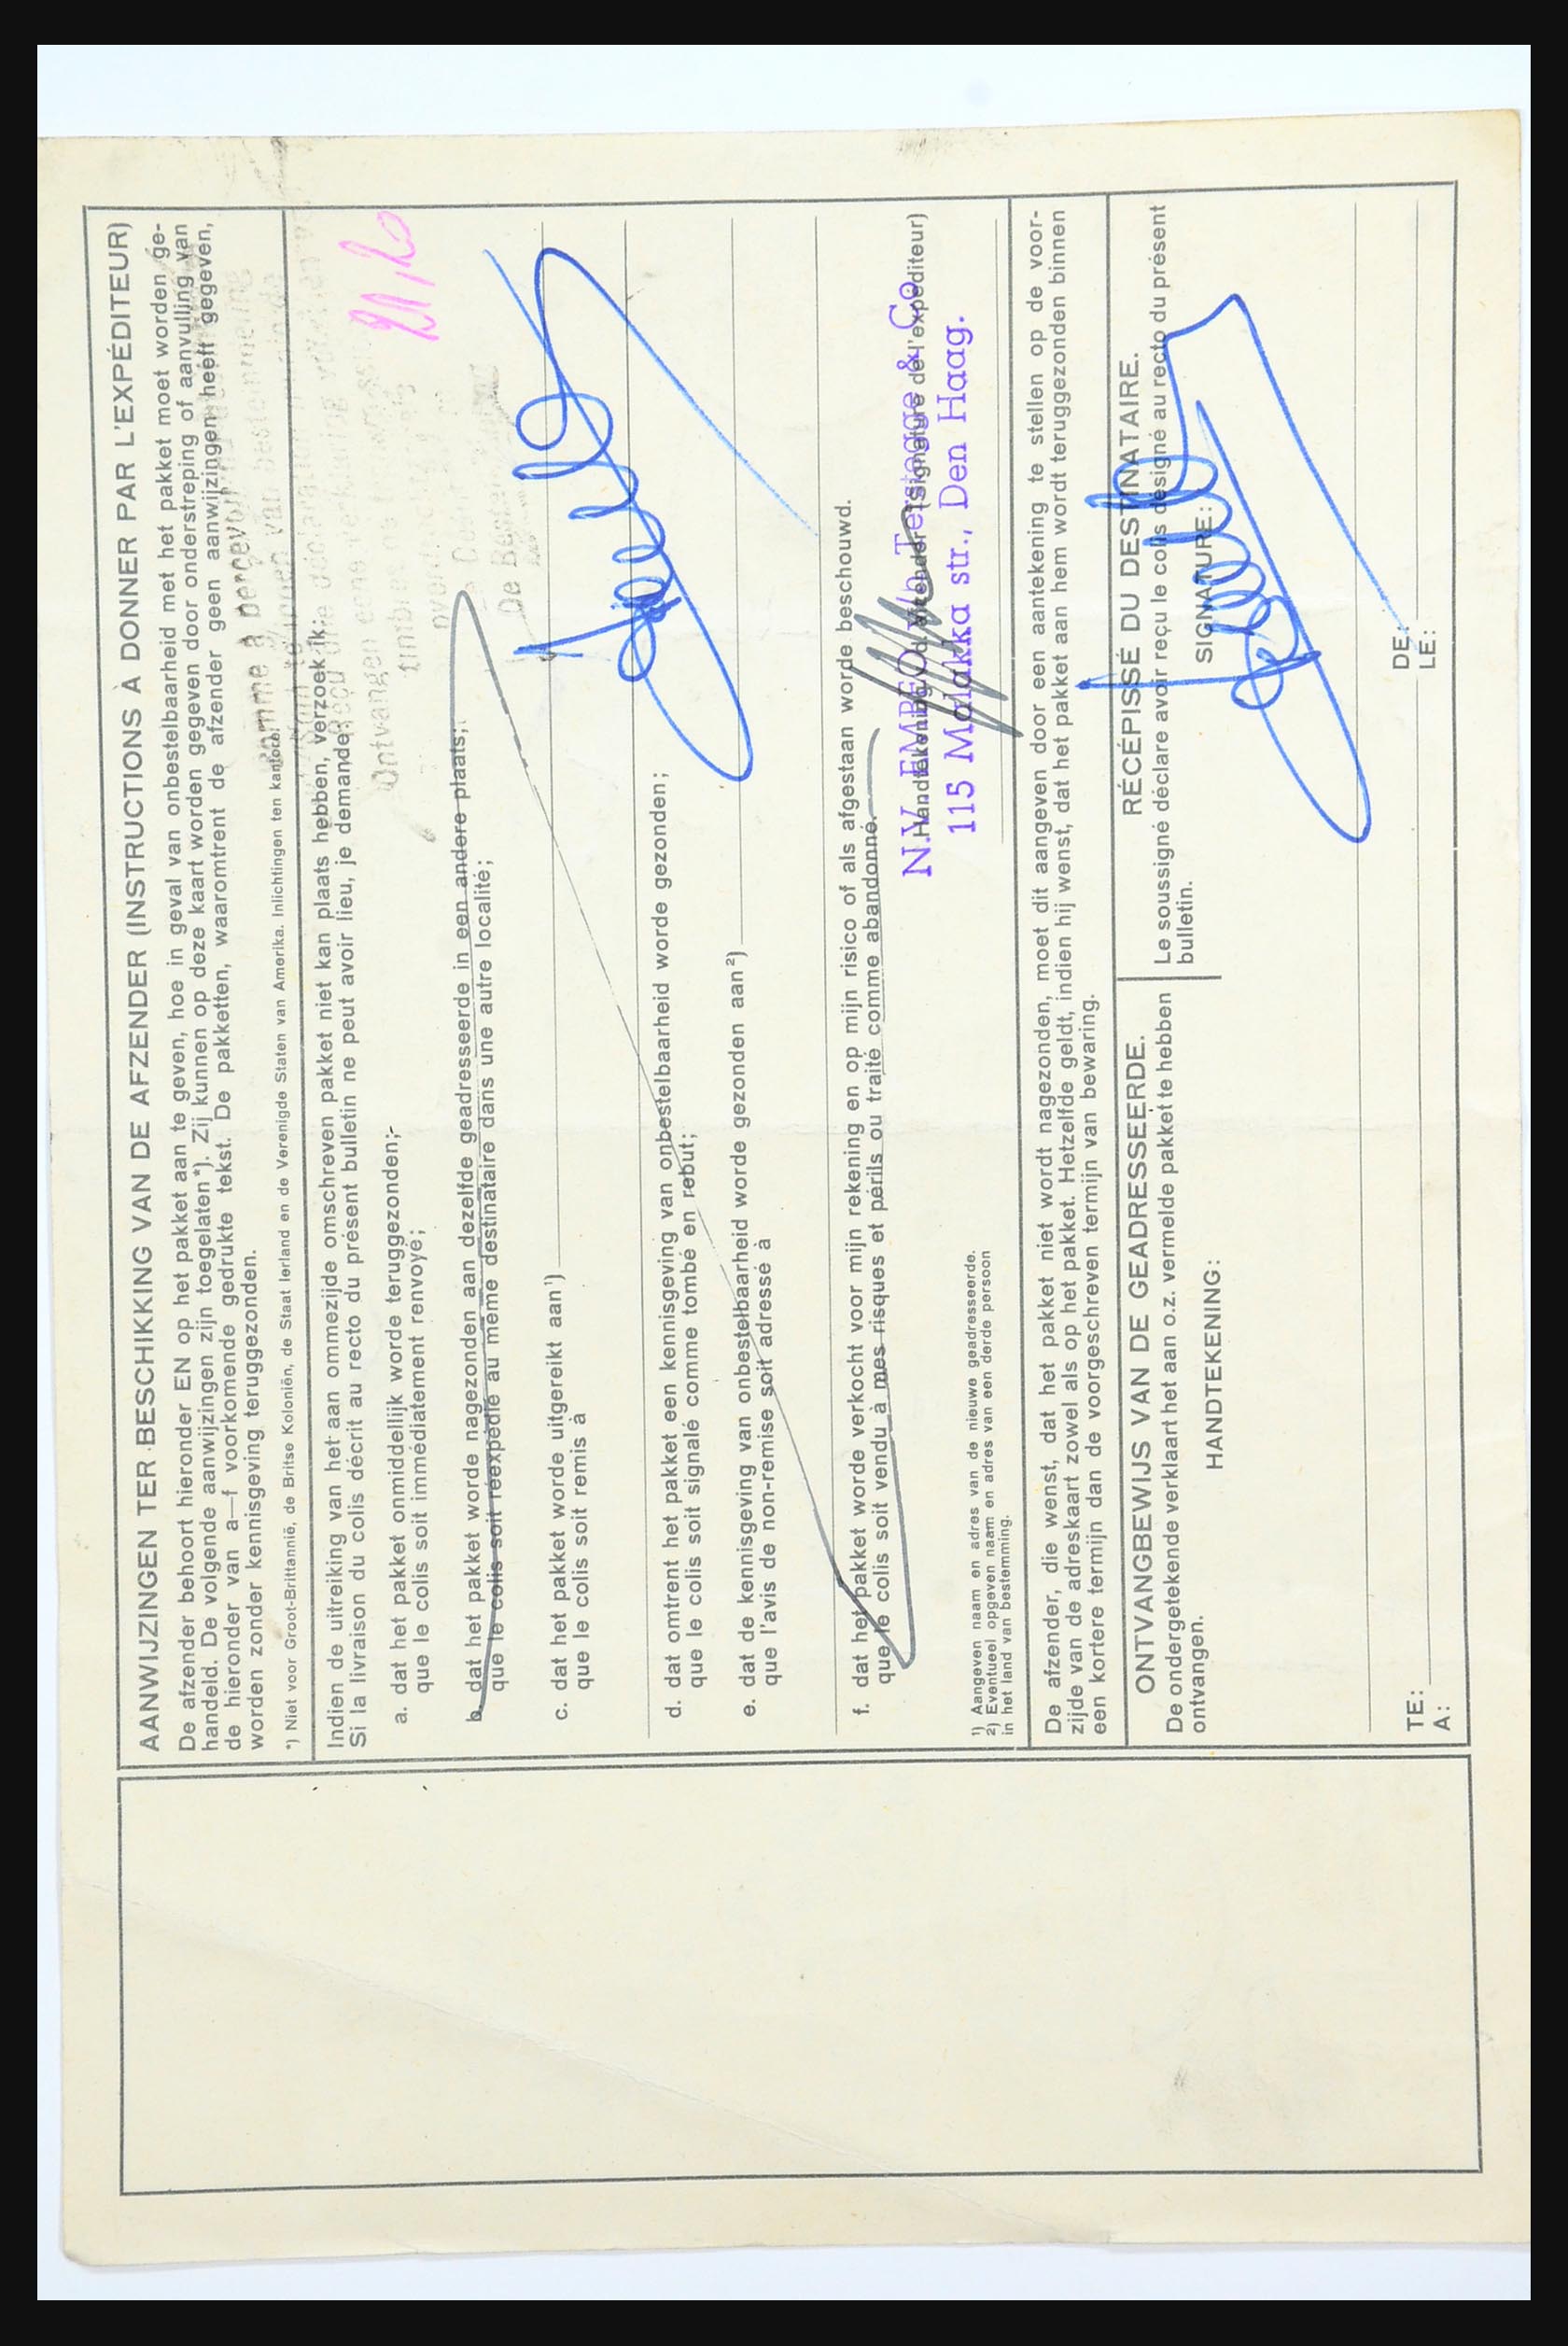 AANWIJZINGEN TER BESCHIKKING VAN DE AFZENDER (INSTRUCTIONS À DONNER PAR L'EXPÉDITEUR)
De afzender behoort hieronder EN op het pakket aan te geven, hoe in geval van onbestelbaarheid met het pakket moet worden ge-
handeld. De volgende aanwijzingen zijn toegelaten*). Zij kunnen op deze kaart worden gegeven door onderstreping of aanvulling van
de hieronder van a—f voorkomende gedrukte tekst. De pakketten, waaromtrent de afzender geen aanwijzingen heeft gegeven,
worden zonder kennisgeving teruggezonden.
*) Niet voor Groot-Brittannië, de Britse Koloniën, de Staat Ierland en de Verenigde Staten van Amerika. Inlichtingen ten kantore.
Indien de uitreiking van het aan ommezijde omschreven pakket niet kan plaats hebben, verzoek ik:
Si la livraison du colis décrit au recto du présent bulletin ne peut avoir lieu, je demande:
21,20
a. dat het pakket onmiddellijk worde teruggezonden;-
que le colis soit immédiatement renvoyé;
b. dat het pakket worde nagezonden aan dezelfde geadresseerde in een andere plaats;
que le colis soit réexpédié au même destinataire dans une autre localité;
c. dat het pakket worde uitgereikt aan¹)
que le colis soit remis à
d. dat omtrent het pakket een kennisgeving van onbestelbaarheid worde gezonden;
que le colis soit signalé comme tombé en rebut;
e. dat de kennisgeving van onbestelbaarheid worde gezonden aan²)
que l'avis de non-remise soit adressé à
f. dat het pakket worde verkocht voor mijn rekening en op mijn risico of als afgestaan worde beschouwd.
que le colis soit vendu à mes risques et périls ou traité comme abandonné.
N.V. EMBEO & Co.
Handtekening v.d. afzender (Signature de l'expéditeur)
115 Malakka str., Den Haag.
¹) Aangeven naam en adres van de nieuwe geadresseerde.
2) Eventueel opgeven naam en adres van een derde persoon
in het land van bestemming.
De afzender, die wenst, dat het pakket niet wordt nagezonden, moet dit aangeven door een aantekening te stellen op de voor-
zijde van de adreskaart zowel als op het pakket. Hetzelfde geldt, indien hij wenst, dat het pakket aan hem wordt teruggezonden binnen
een kortere termijn dan de voorgeschreven termijn van bewaring.
ONTVANGBEWIJS VAN DE GEADRESSEERDE.
De ondergetekende verklaart het aan o.z. vermelde pakket te hebben
ontvangen.
HANDTEKENING:
TE:
A:
RÉCÉPISSÉ DU DESTINATAIRE.
Le soussigné déclare avoir reçu le colis désigné au recto du présent
bulletin.
SIGNATURE:
DE:
LE: